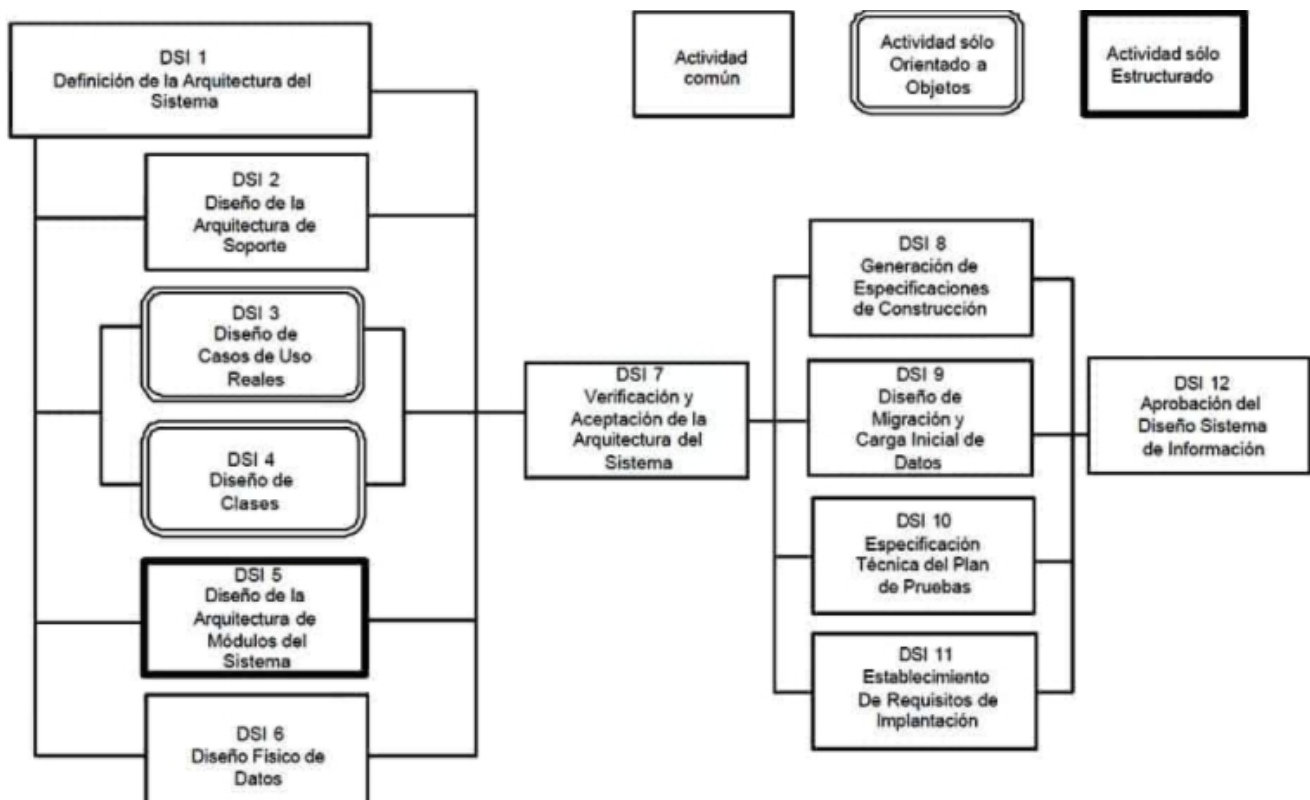 DSI 1
Definición de la Arquitectura del
Sistema
Actividad
común
Actividad sólo
Orientado a
Objetos
Actividad sólo
Estructurado
DSI 2
Diseño de la
Arquitectura de
Soporte
DSI 3
Diseño de
Casos de Uso
Reales
DSI 4
Diseño de
Clases
DSI 5
Diseño de la
Arquitectura de
Módulos del
Sistema
DSI 6
Diseño Físico de
Datos
DSI 7
Verificación y
Aceptación de la
Arquitectura del
Sistema
DSI 8
Generación de
Especificaciones
de Construcción
DSI 9
Diseño de
Migración y
Carga Inicial de
Datos
DSI 10
Especificación
Técnica del Plan
de Pruebas
DSI 11
Establecimiento
De Requisitos de
Implantación
DSI 12
Aprobación del
Diseño Sistema
de Información